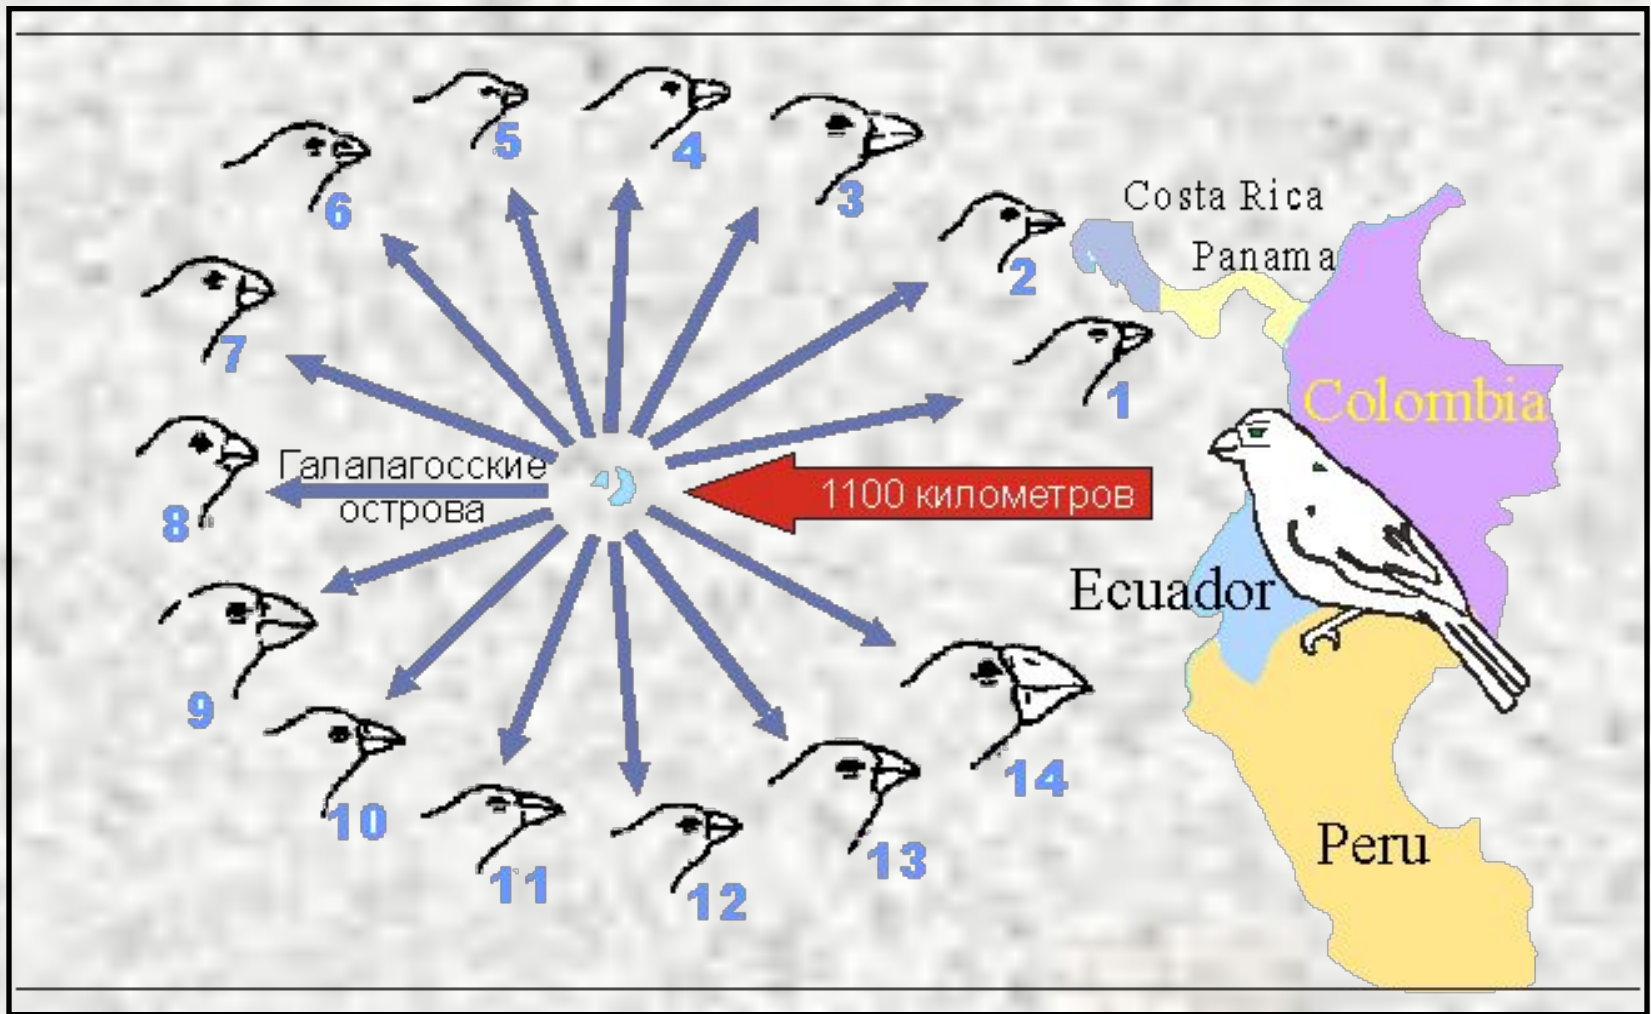 Costa Rica
Panama
5
4
3
6
2
7
1
Colombia
Галапагосские
острова
1100 километров
8
Ecuador
9
14
10
13
Peru
11
12